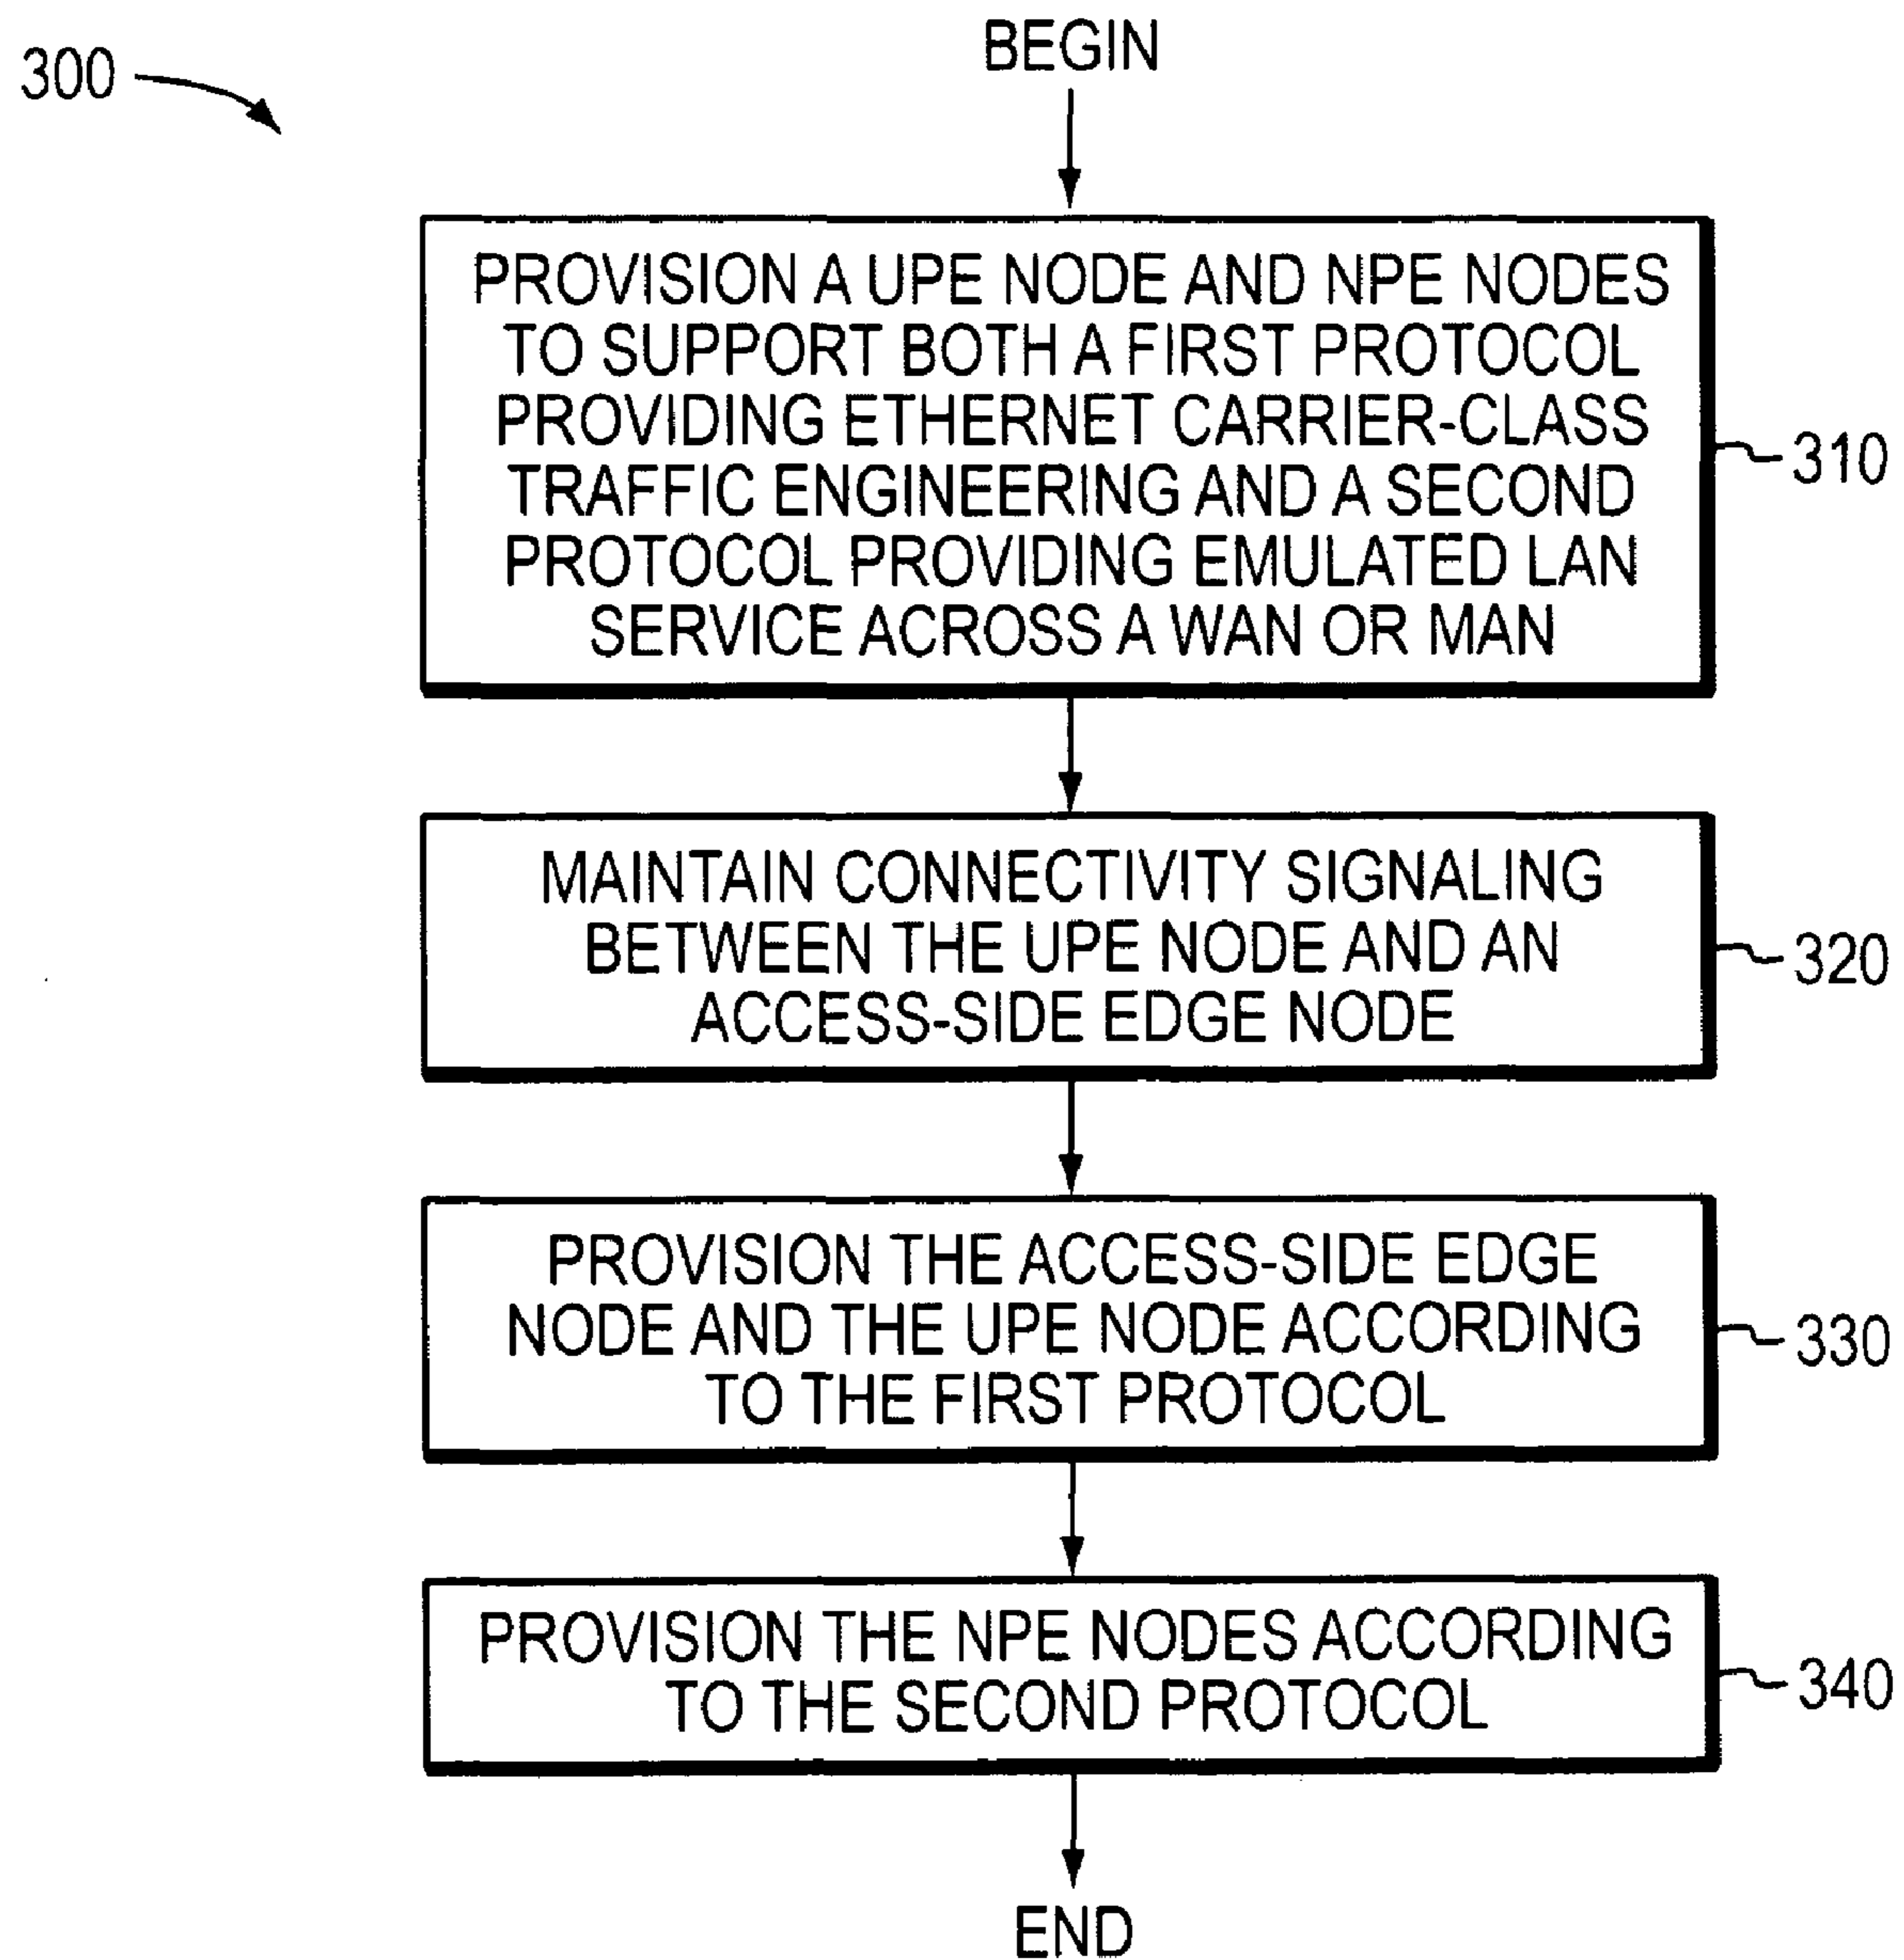 300
BEGIN
PROVISION A UPE NODE AND NPE NODES
TO SUPPORT BOTH A FIRST PROTOCOL
PROVIDING ETHERNET CARRIER-CLASS
TRAFFIC ENGINEERING AND A SECOND
PROTOCOL PROVIDING EMULATED LAN
SERVICE ACROSS A WAN OR MAN
310
MAINTAIN CONNECTIVITY SIGNALING
BETWEEN THE UPE NODE AND AN
ACCESS-SIDE EDGE NODE
320
PROVISION THE ACCESS-SIDE EDGE
NODE AND THE UPE NODE ACCORDING
TO THE FIRST PROTOCOL
330
PROVISION THE NPE NODES ACCORDING
TO THE SECOND PROTOCOL
340
END